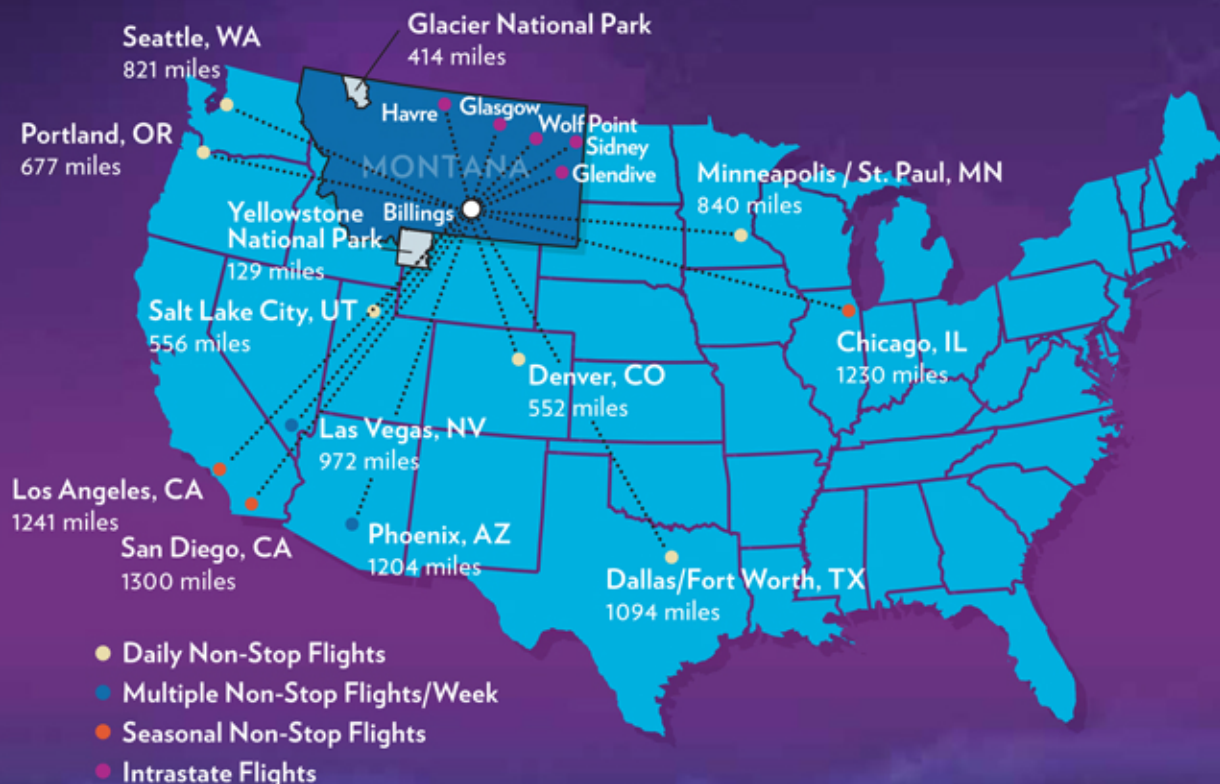 Glacier National Park
414 miles
Seattle, WA
821 miles
Havre
Glasgow
Wolf Point
Sidney
Glendive
Portland, OR
677 miles
MONTANA
Minneapolis / St. Paul, MN
840 miles
Yellowstone
National Park
129 miles
Billings
Salt Lake City, UT
556 miles
Chicago, IL
1230 miles
Denver, CO
552 miles
Las Vegas, NV
972 miles
Los Angeles, CA
1241 miles
San Diego, CA
1300 miles
Phoenix, AZ
1204 miles
Dallas/Fort Worth, TX
1094 miles
Daily Non-Stop Flights
Multiple Non-Stop Flights/Week
Seasonal Non-Stop Flights
Intrastate Flights